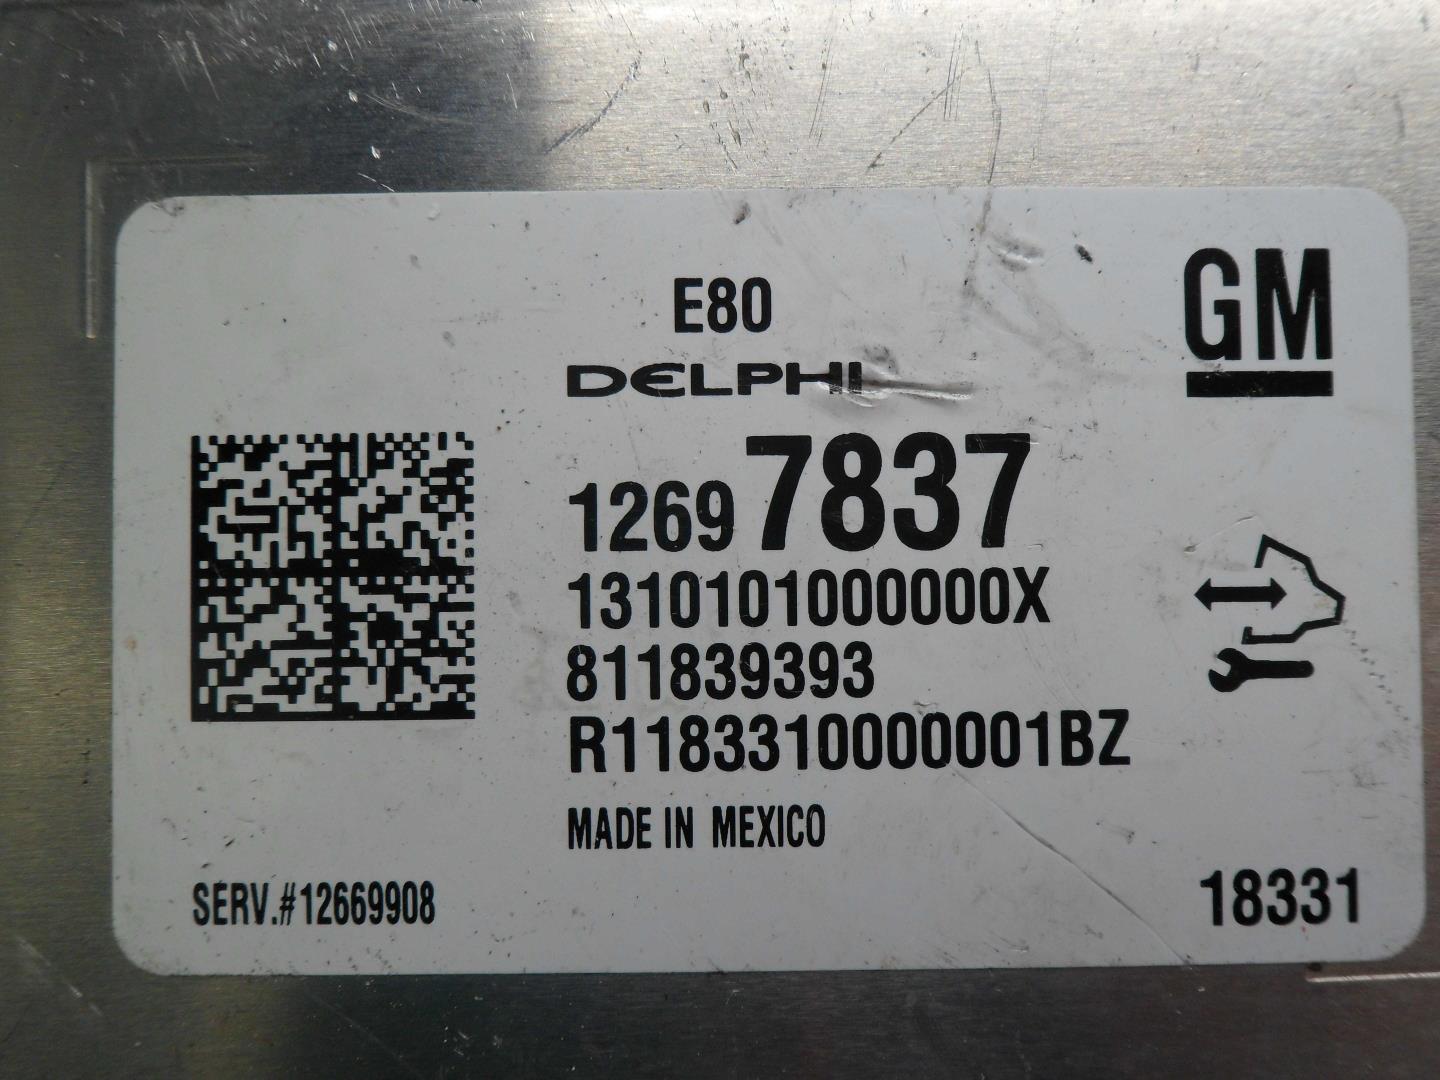 E80
DELPHI
GM
12697837
1310101000000X
811839393
R1183310000001BZ
MADE IN MEXICO
SERV.#12669908
18331